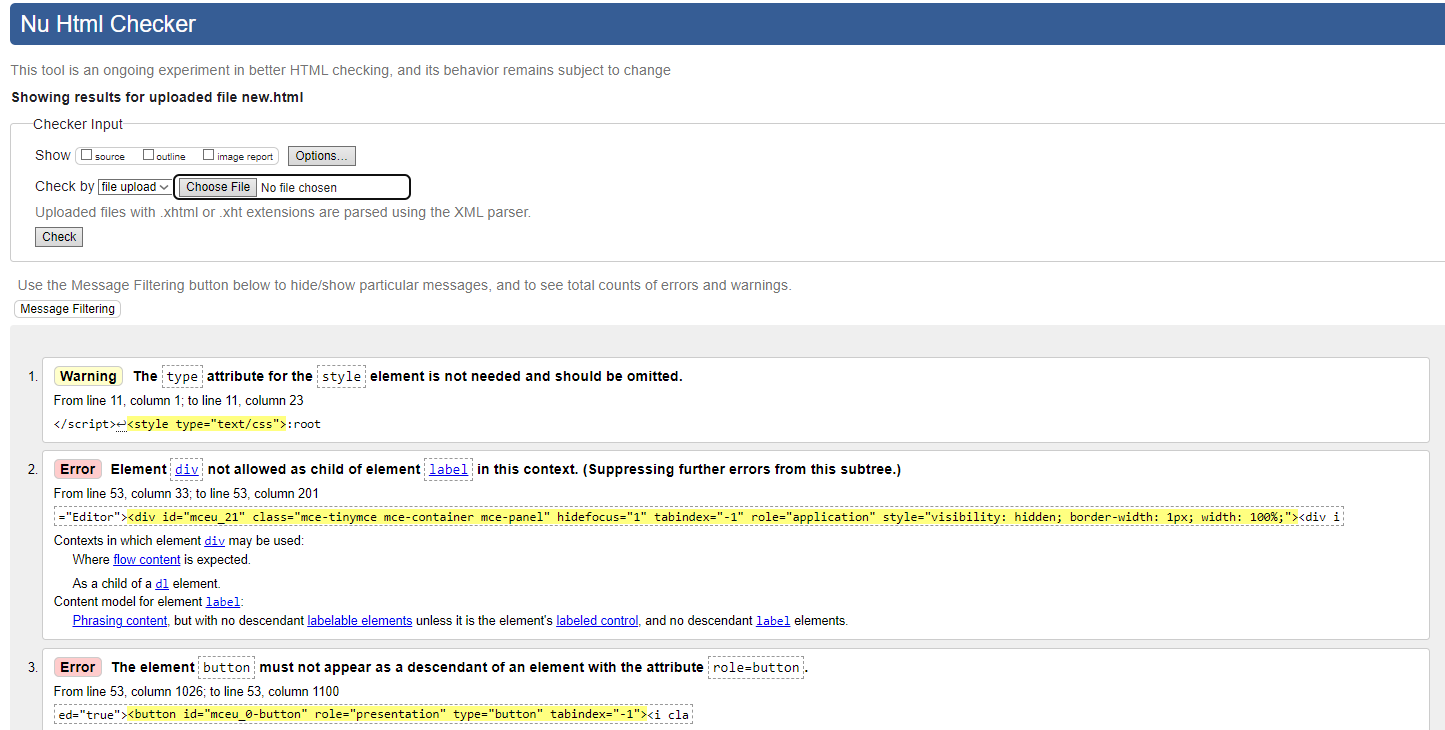 Nu Html Checker
This tool is an ongoing experiment in better HTML checking, and its behavior remains subject to change
Showing results for uploaded file new.html
Checker Input
Show source outline image report Options...
Check by file upload Choose File No file chosen
Uploaded files with .xhtml or .xht extensions are parsed using the XML parser.
Check
Use the Message Filtering button below to hide/show particular messages, and to see total counts of errors and warnings.
Message Filtering
1. Warning The type attribute for the style element is not needed and should be omitted.
From line 11, column 1; to line 11, column 23
</script>↩<style type="text/css">:root
2. Error Element div not allowed as child of element label in this context. (Suppressing further errors from this subtree.)
From line 53, column 33; to line 53, column 201
="Editor"><div id="mceu_21" class="mce-tinymce mce-container mce-panel" hidefocus="1" tabindex="-1" role="application" style="visibility: hidden; border-width: 1px; width: 100%;"><div i
Contexts in which element div may be used:
Where flow content is expected.
As a child of a dl element.
Content model for element label:
Phrasing content, but with no descendant labelable elements unless it is the element's labeled control, and no descendant label elements.
3. Error The element button must not appear as a descendant of an element with the attribute role=button.
From line 53, column 1026; to line 53, column 1100
ed="true"><button id="mceu_0-button" role="presentation" type="button" tabindex="-1"><i cla